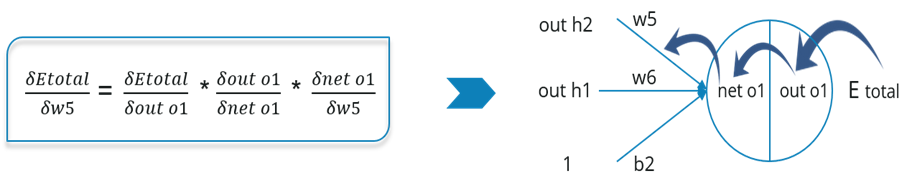 δEtotal/δw5 = δEtotal/δout o1 * δout o1/δnet o1 * δnet o1/δw5
out h2
w5
out h1
w6
net o1
out o1
E total
1
b2